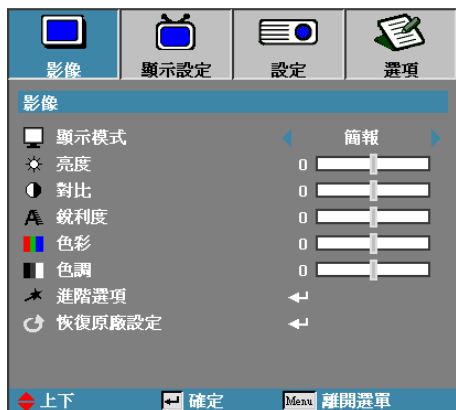 影像 顯示設定 設定 選項
影像
顯示模式 簡報
亮度 0
對比 0
銳利度 0
色彩 0
色調 0
進階選項
恢復原廠設定
上下 確定 Menu 離開選單